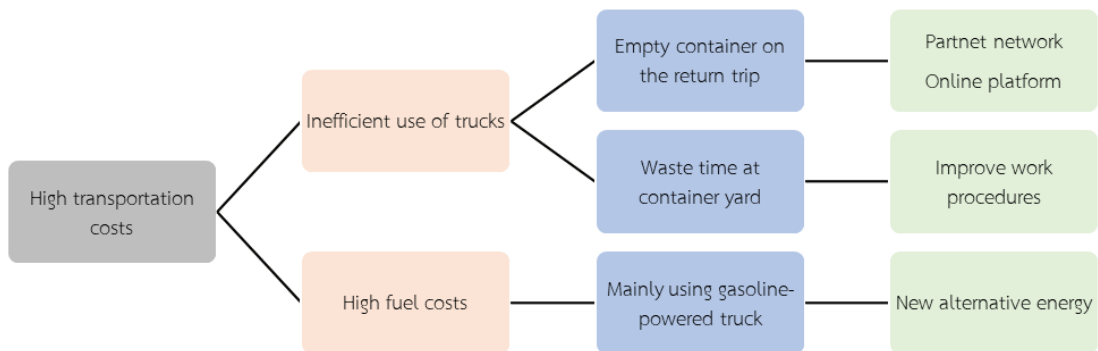 High transportation
costs
Inefficient use of trucks
High fuel costs
Empty container on
the return trip
Waste time at
container yard
Mainly using gasoline-
powered truck
Partnet network
Online platform
Improve work
procedures
New alternative energy